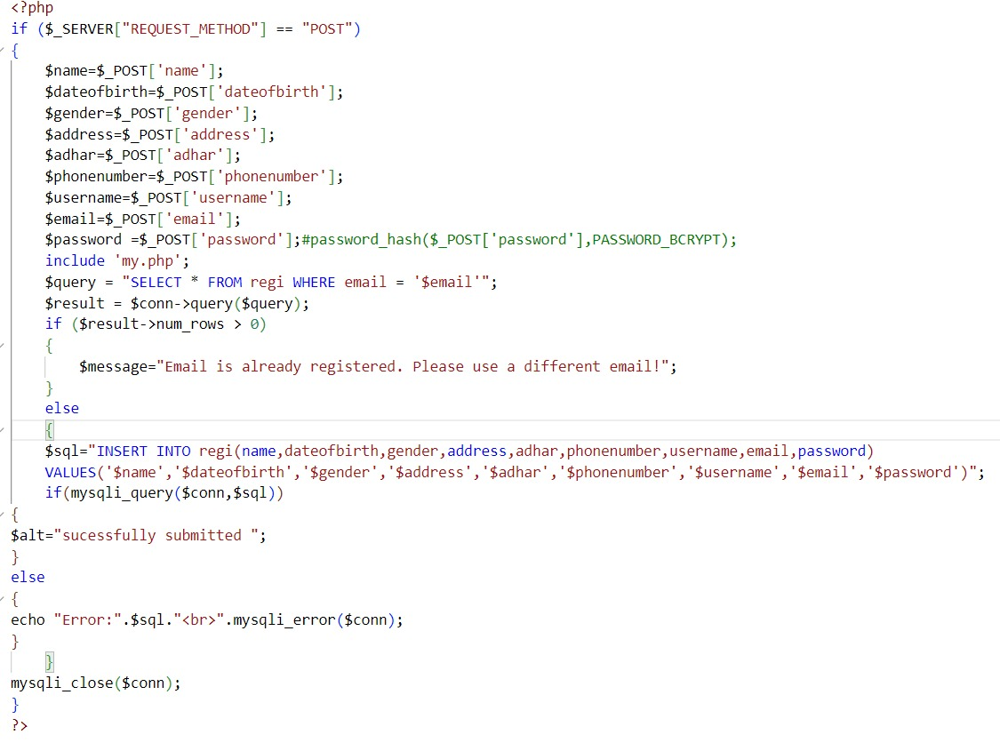 <?php
if ($_SERVER["REQUEST_METHOD"] == "POST")
{
    $name=$_POST['name'];
    $dateofbirth=$_POST['dateofbirth'];
    $gender=$_POST['gender'];
    $address=$_POST['address'];
    $adhar=$_POST['adhar'];
    $phonenumber=$_POST['phonenumber'];
    $username=$_POST['username'];
    $email=$_POST['email'];
    $password =$_POST['password'];#password_hash($_POST['password'],PASSWORD_BCRYPT);
    include 'my.php';
    $query = "SELECT * FROM regi WHERE email = '$email'";
    $result = $conn->query($query);
    if ($result->num_rows > 0)
    {
        $message="Email is already registered. Please use a different email!";
    }
    else
    {
    $sql="INSERT INTO regi(name,dateofbirth,gender,address,adhar,phonenumber,username,email,password)
    VALUES('$name','$dateofbirth','$gender','$address','$adhar','$phonenumber','$username','$email','$password')";
    if(mysqli_query($conn,$sql))
{
$alt="sucessfully submitted ";
}
else
{
echo "Error:".$sql."<br>".mysqli_error($conn);
}
    }
mysqli_close($conn);
}
?>